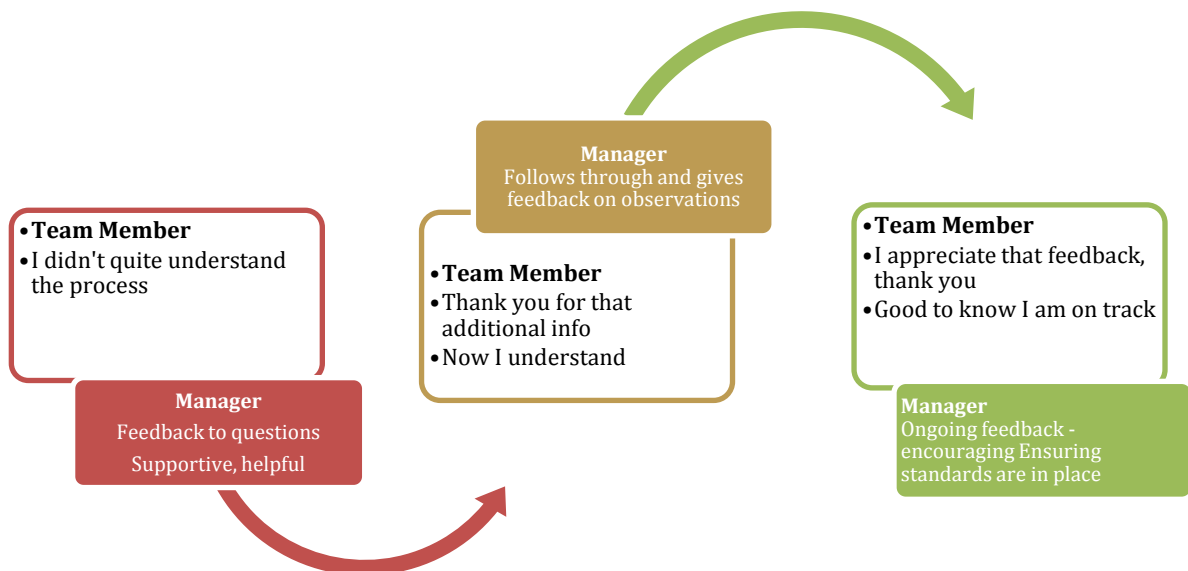 •Team Member
•I didn't quite understand
the process
Manager
Feedback to questions
Supportive, helpful
Manager
Follows through and gives
feedback on observations
•Team Member
•Thank you for that
additional info
•Now I understand
•Team Member
•I appreciate that feedback,
thank you
•Good to know I am on track
Manager
Ongoing feedback -
encouraging Ensuring
standards are in place